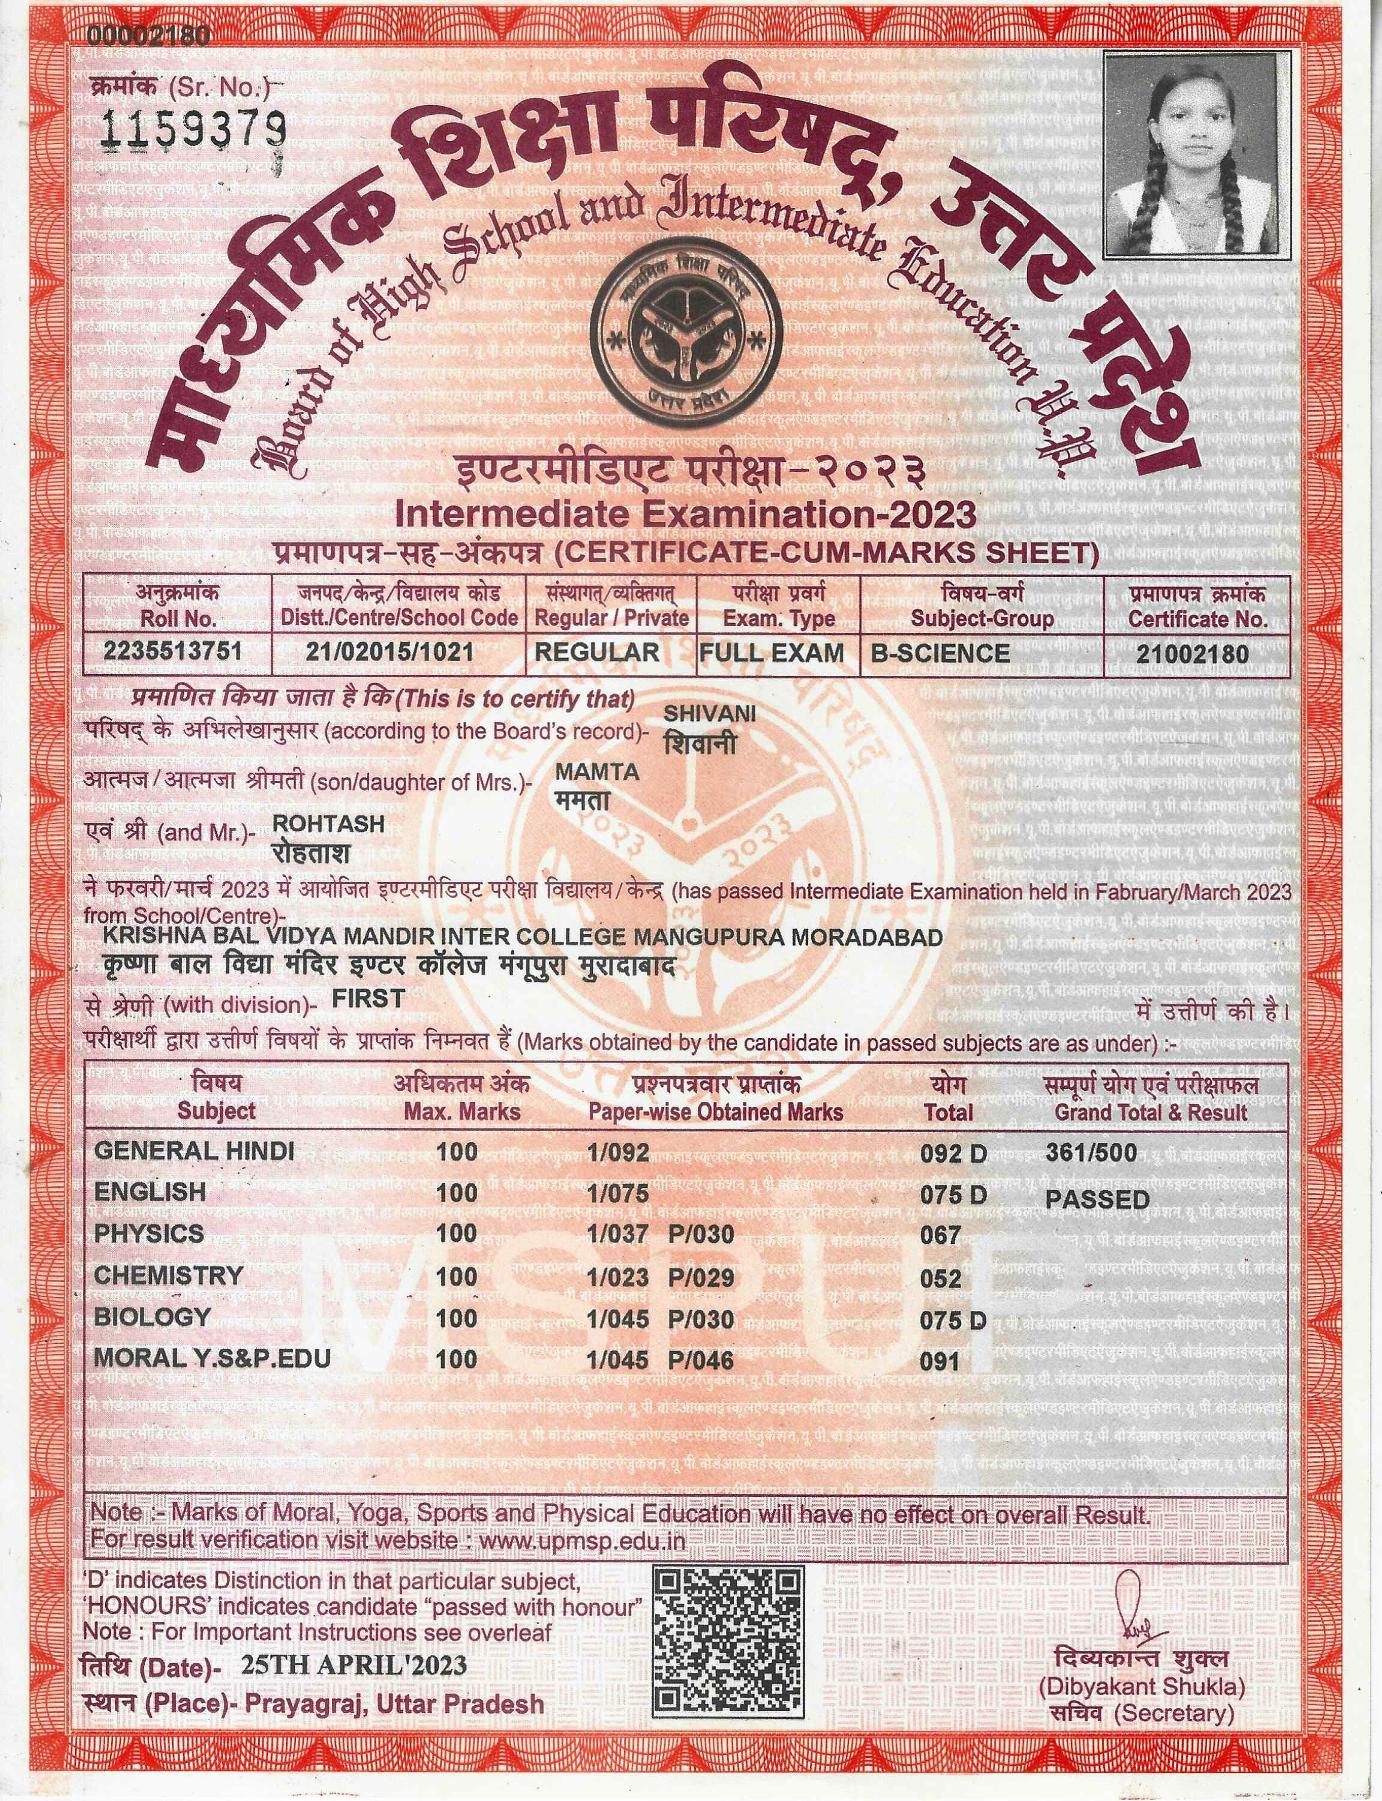 00002180
क्रमांक (Sr. No.)
1159379
माध्यमिक शिक्षा परिषद्, उत्तर प्रदेश
Board of High School and Intermediate Education U.P.
माध्यमिक शिक्षा परिषद
उत्तर प्रदेश
इण्टरमीडिएट परीक्षा-२०२३
Intermediate Examination-2023
प्रमाणपत्र-सह-अंकपत्र (CERTIFICATE-CUM-MARKS SHEET)
अनुक्रमांक जनपद/केन्द्र/विद्यालय कोड संस्थागत्/व्यक्तिगत् परीक्षा प्रवर्ग विषय-वर्ग प्रमाणपत्र क्रमांक
Roll No. Distt./Centre/School Code Regular / Private Exam. Type Subject-Group Certificate No.
2235513751 21/02015/1021 REGULAR FULL EXAM B-SCIENCE 21002180
प्रमाणित किया जाता है कि (This is to certify that)
परिषद् के अभिलेखानुसार (according to the Board's record)- SHIVANI
शिवानी
आत्मज/आत्मजा श्रीमती (son/daughter of Mrs.)- MAMTA
ममता
एवं श्री (and Mr.)- ROHTASH
रोहताश
ने फरवरी/मार्च 2023 में आयोजित इण्टरमीडिएट परीक्षा विद्यालय/केन्द्र (has passed Intermediate Examination held in Fabruary/March 2023
from School/Centre)-
KRISHNA BAL VIDYA MANDIR INTER COLLEGE MANGUPURA MORADABAD
कृष्णा बाल विद्या मंदिर इण्टर कॉलेज मंगूपुरा मुरादाबाद
से श्रेणी (with division)- FIRST में उत्तीर्ण की है।
परीक्षार्थी द्वारा उत्तीर्ण विषयों के प्राप्तांक निम्नवत हैं (Marks obtained by the candidate in passed subjects are as under) :-
विषय अधिकतम अंक प्रश्नपत्रवार प्राप्तांक योग सम्पूर्ण योग एवं परीक्षाफल
Subject Max. Marks Paper-wise Obtained Marks Total Grand Total & Result
GENERAL HINDI 100 1/092 092 D 361/500
ENGLISH 100 1/075 075 D PASSED
PHYSICS 100 1/037 P/030 067
CHEMISTRY 100 1/023 P/029 052
BIOLOGY 100 1/045 P/030 075 D
MORAL Y.S&P.EDU 100 1/045 P/046 091
MSPUP
Note :- Marks of Moral, Yoga, Sports and Physical Education will have no effect on overall Result.
For result verification visit website : www.upmsp.edu.in
'D' indicates Distinction in that particular subject,
'HONOURS' indicates candidate "passed with honour"
Note : For Important Instructions see overleaf
तिथि (Date)- 25TH APRIL'2023
स्थान (Place)- Prayagraj, Uttar Pradesh
दिब्यकान्त शुक्ल
(Dibyakant Shukla)
सचिव (Secretary)